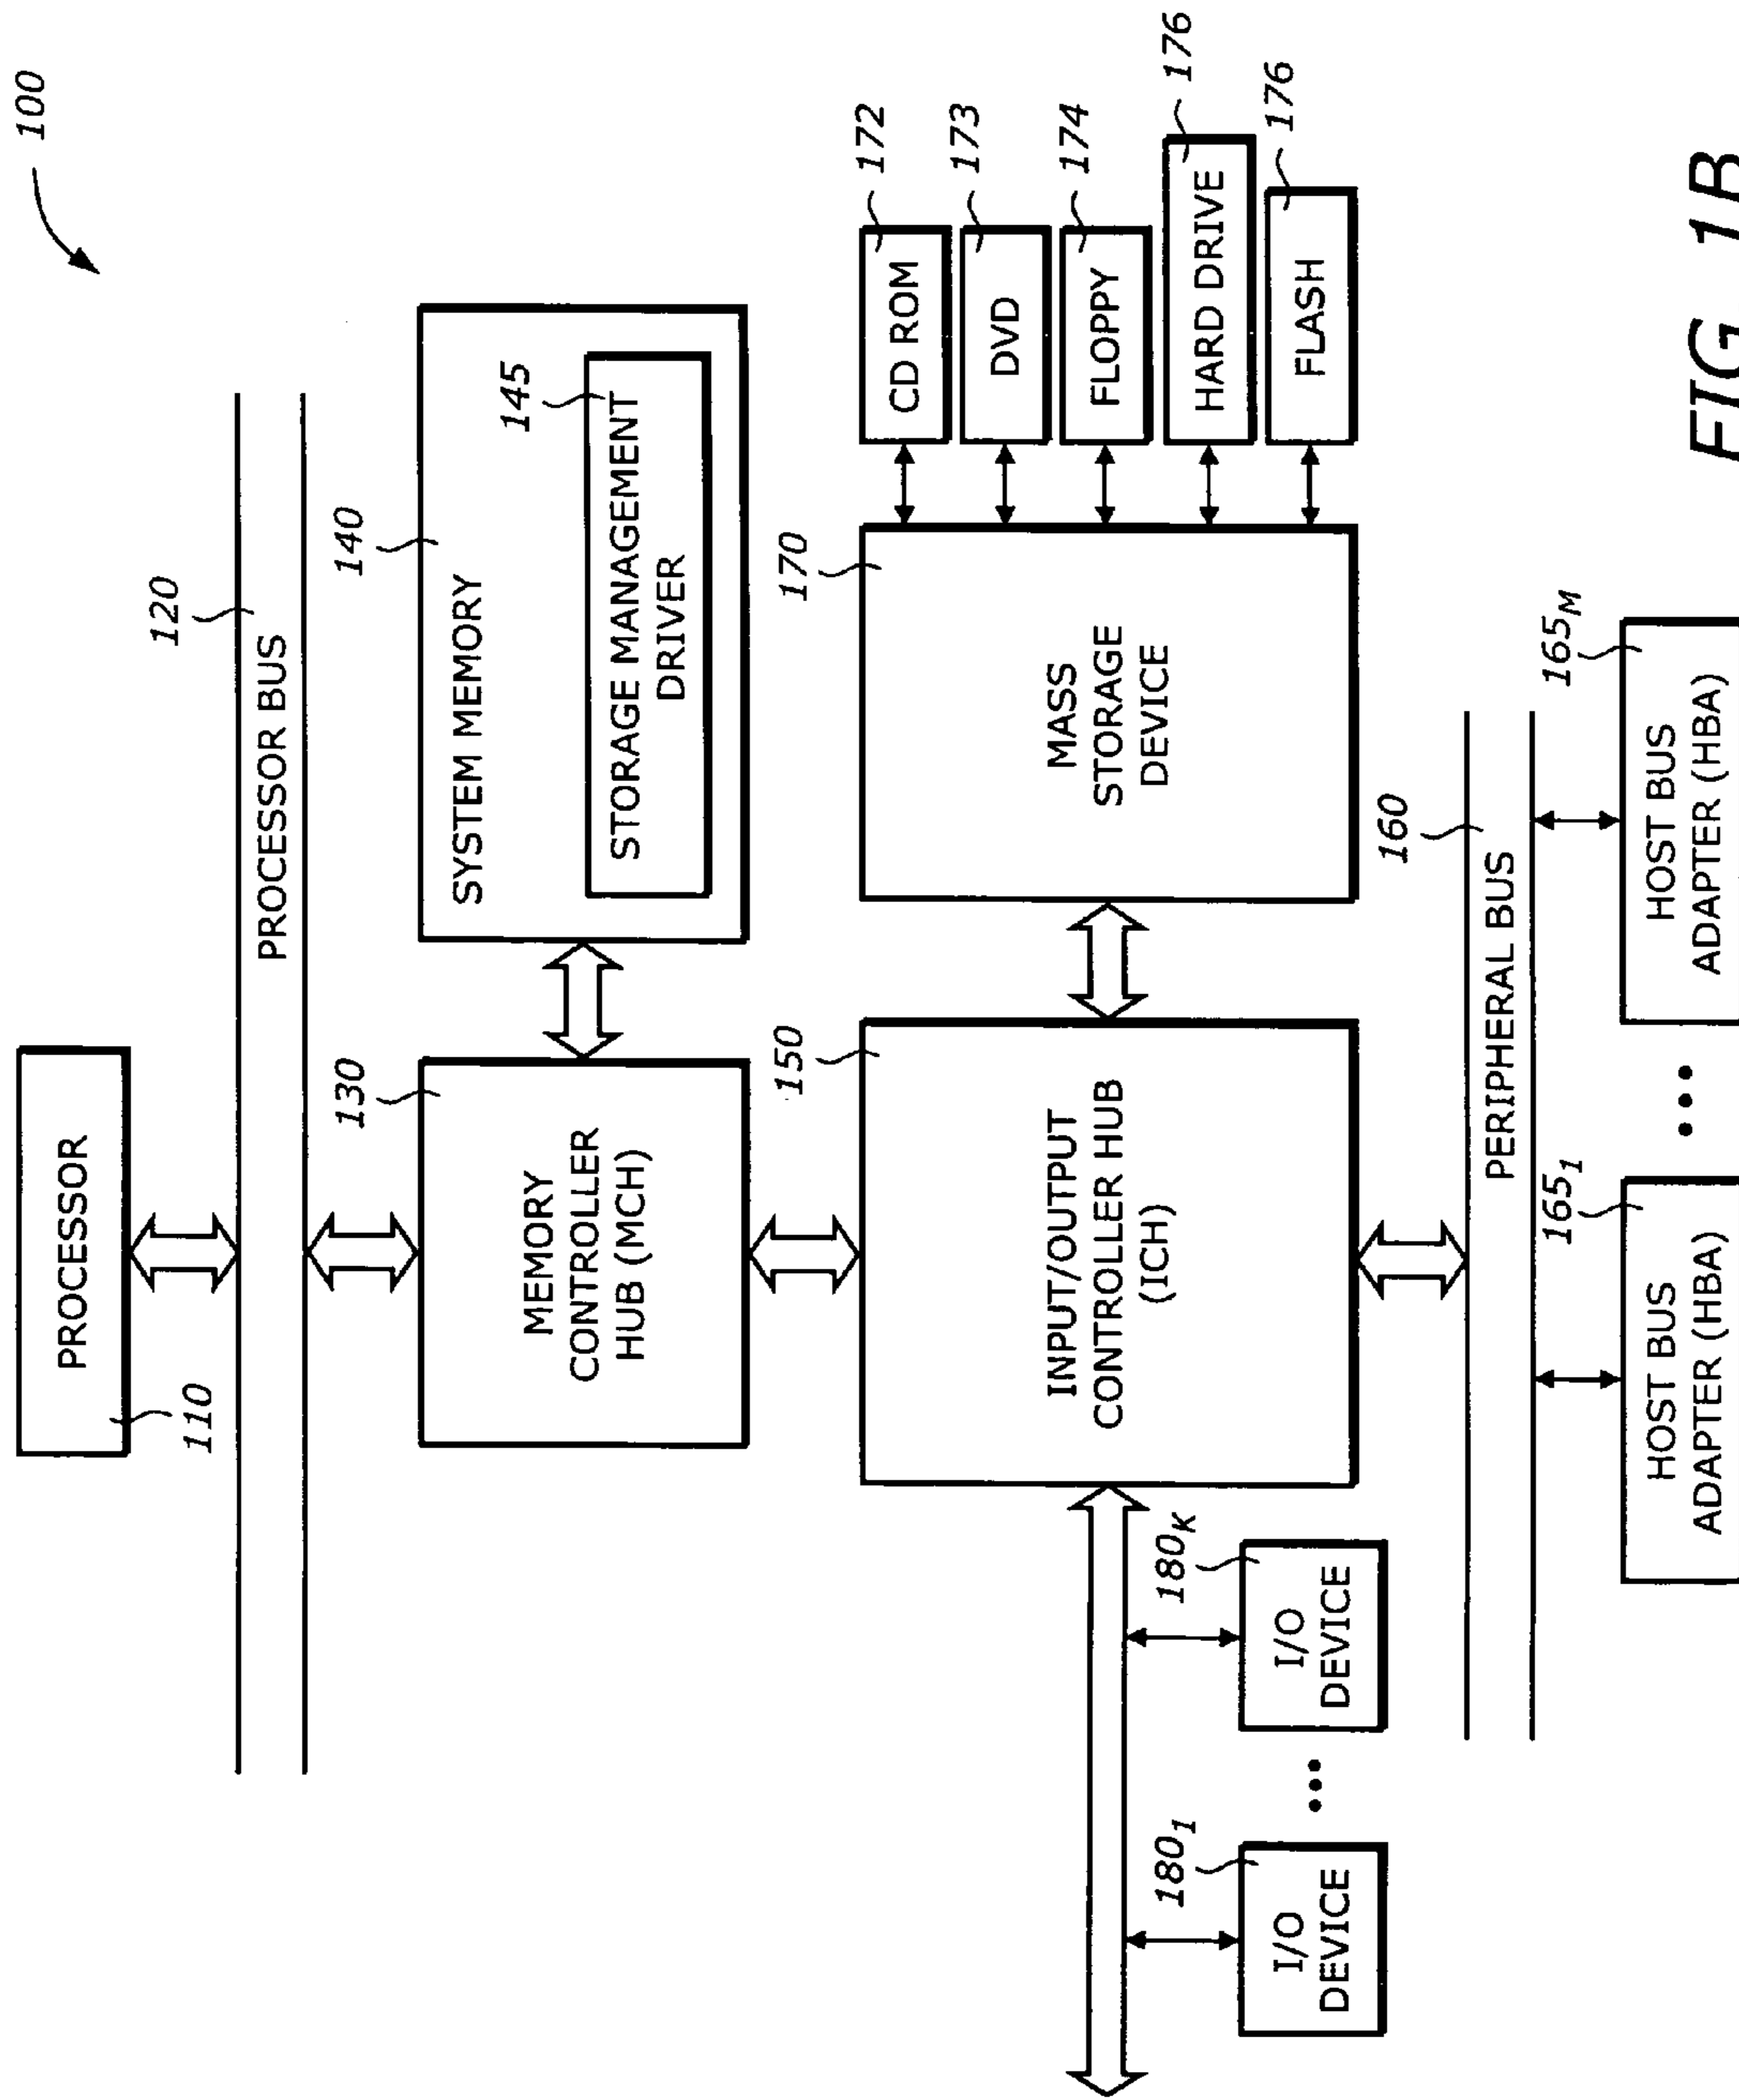 100
PROCESSOR
110
120
PROCESSOR BUS
130
MEMORY
CONTROLLER
HUB (MCH)
140
SYSTEM MEMORY
145
STORAGE MANAGEMENT
DRIVER
150
INPUT/OUTPUT
CONTROLLER HUB
(ICH)
170
MASS
STORAGE
DEVICE
CD ROM
172
DVD
173
FLOPPY
174
HARD DRIVE
176
FLASH
176
180₁
I/O
DEVICE
...
180K
I/O
DEVICE
160
PERIPHERAL BUS
165₁
HOST BUS
ADAPTER (HBA)
...
165M
HOST BUS
ADAPTER (HBA)
FIG. 1B